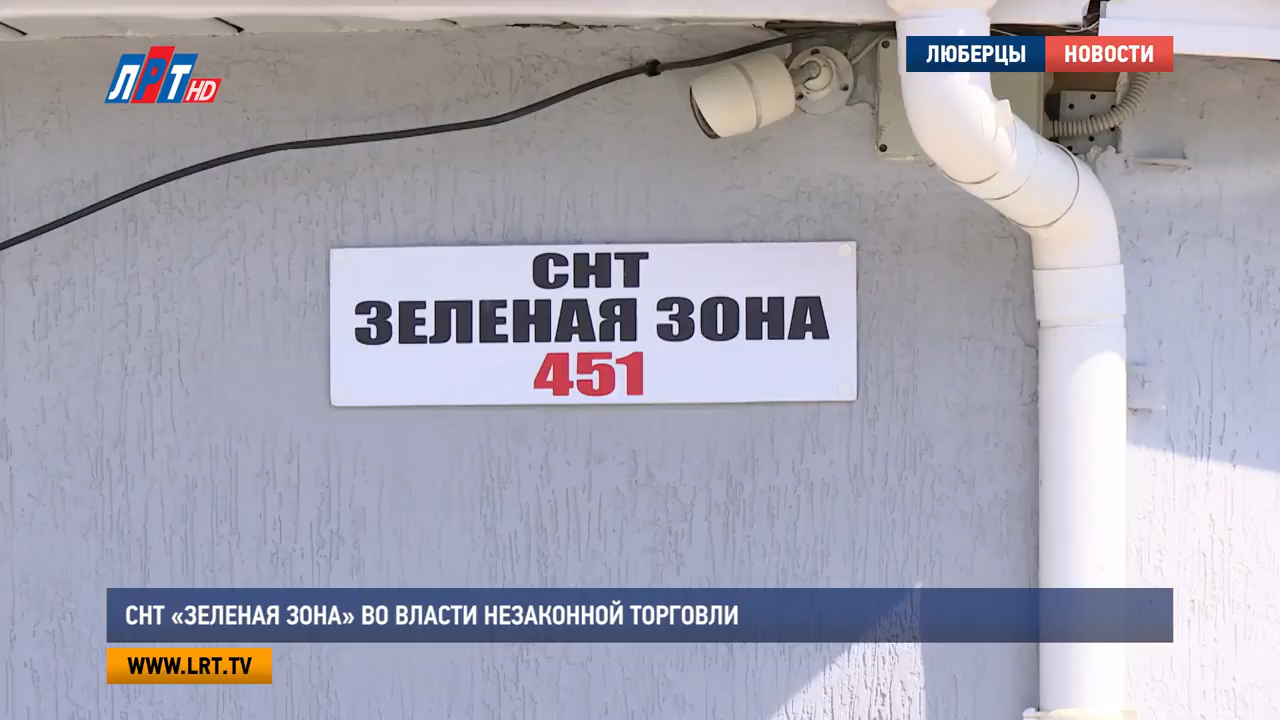 ЛРТ HD
ЛЮБЕРЦЫ НОВОСТИ
СНТ
ЗЕЛЕНАЯ ЗОНА
451
СНТ «ЗЕЛЕНАЯ ЗОНА» ВО ВЛАСТИ НЕЗАКОННОЙ ТОРГОВЛИ
WWW.LRT.TV